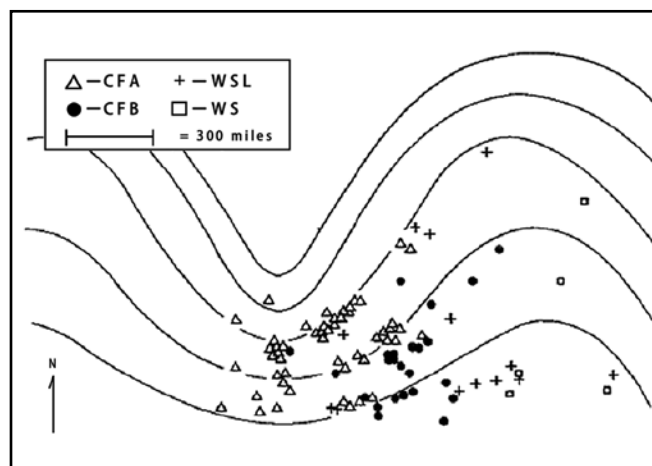 △ — CFA + — WSL
● — CFB □ — WS
= 300 miles
N